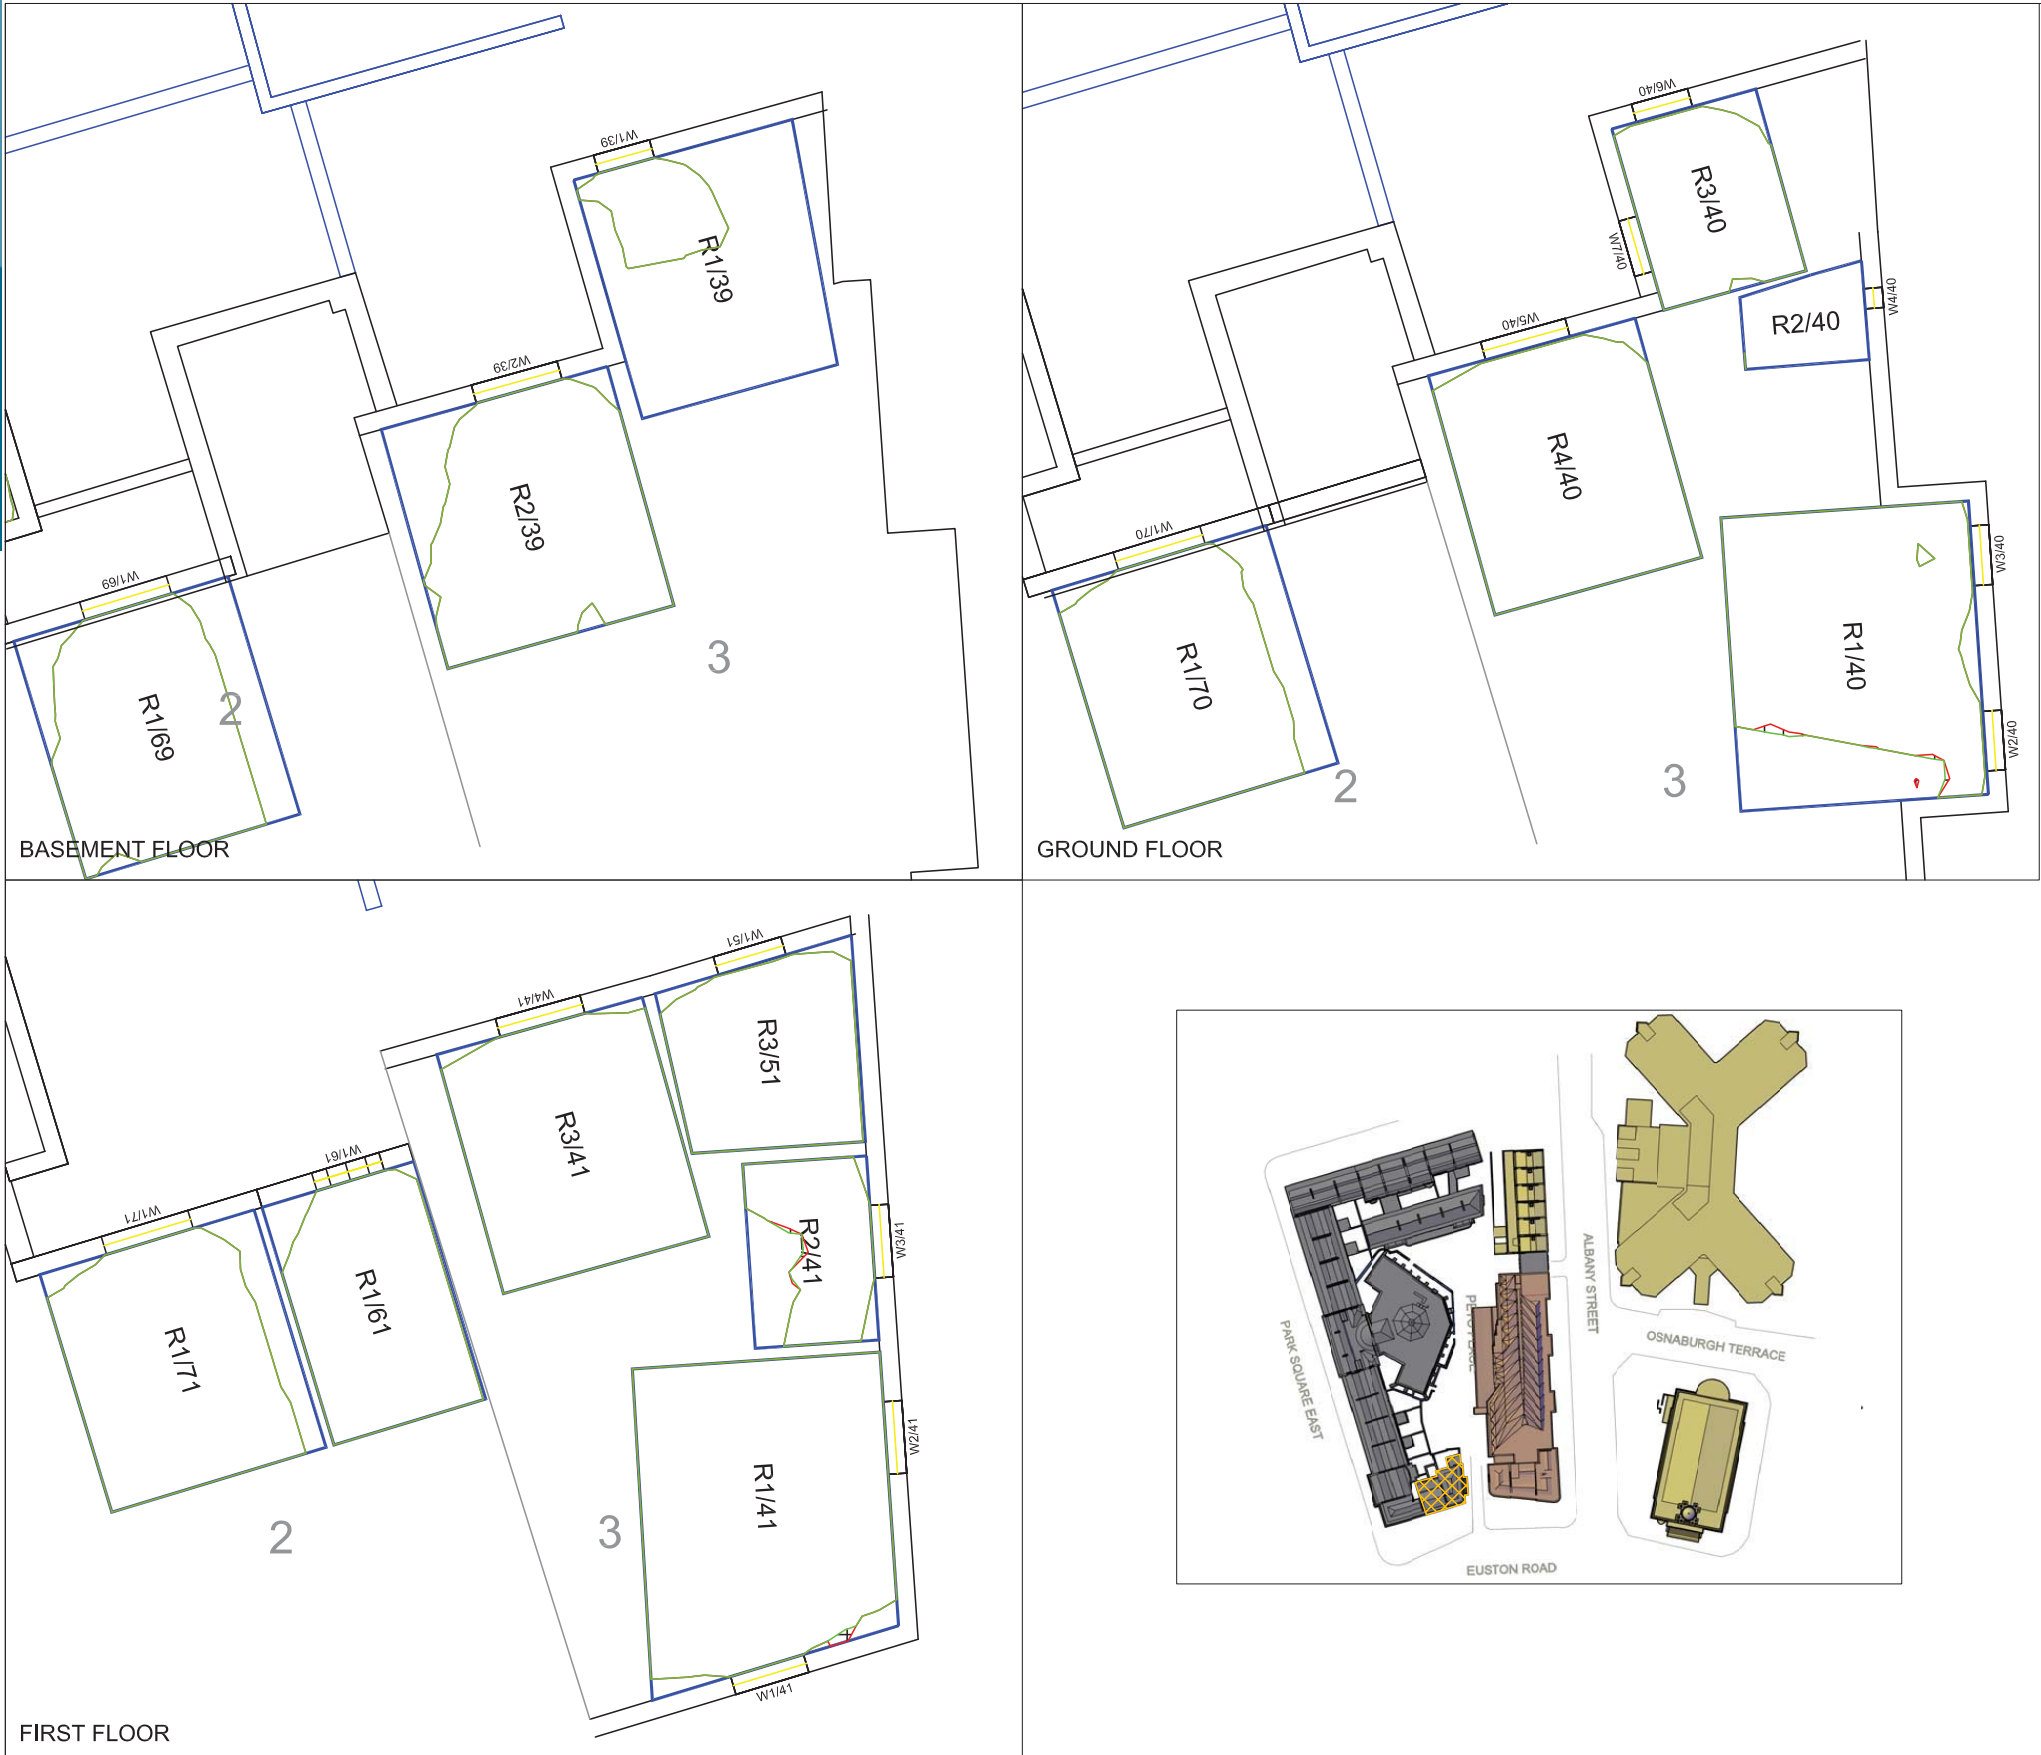 W1/39
R1/39
W2/39
R2/39
W1/69
R1/69
2
3
BASEMENT FLOOR
W6/40
R3/40
W7/40
W4/40
R2/40
W5/40
R4/40
W1/70
R1/70
W3/40
R1/40
W2/40
2
3
GROUND FLOOR
W1/51
R3/51
W4/41
R3/41
W1/61
R1/61
W1/71
R1/71
W3/41
R2/41
W2/41
R1/41
W1/41
2
3
FIRST FLOOR
ALBANY STREET
OSNABURGH TERRACE
PARK SQUARE EAST
EUSTON ROAD